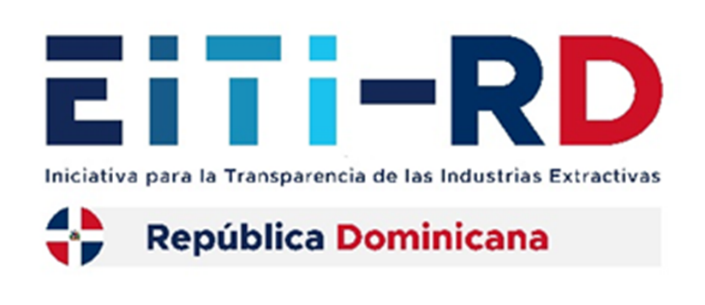 EiTi-RD
Iniciativa para la Transparencia de las Industrias Extractivas
República Dominicana